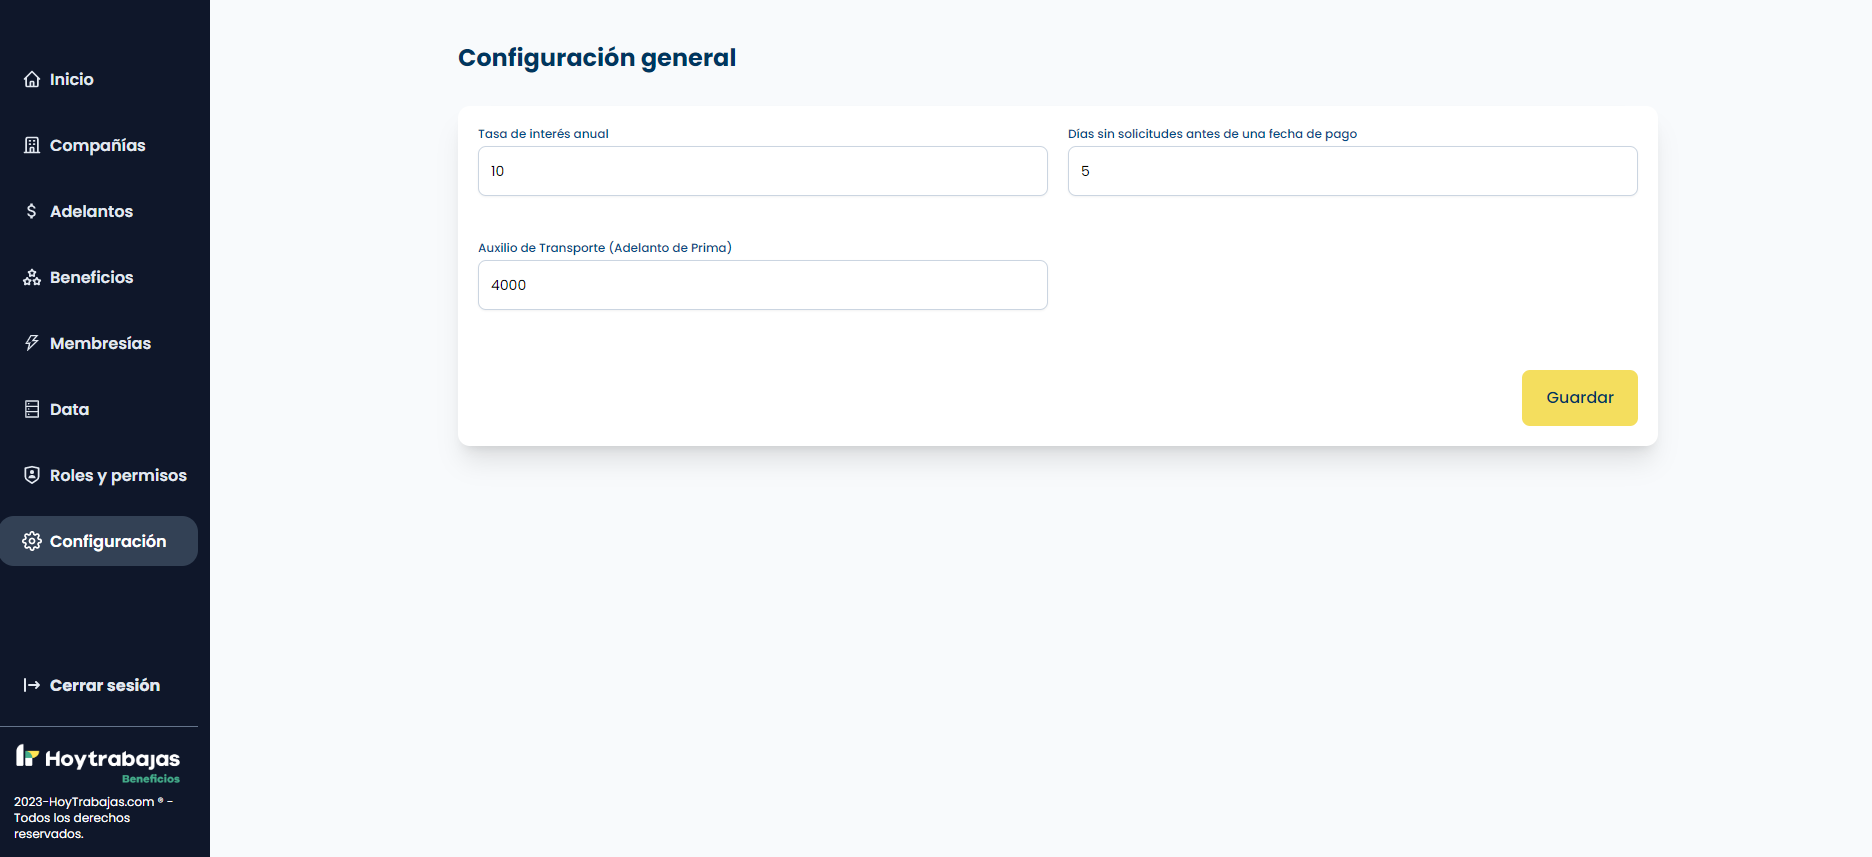 Inicio
Compañías
Adelantos
Beneficios
Membresías
Data
Roles y permisos
Configuración
Cerrar sesión
Hoytrabajas
Beneficios
2023-HoyTrabajas.com ® -
Todos los derechos
reservados.
Configuración general
Tasa de interés anual
10
Días sin solicitudes antes de una fecha de pago
5
Auxilio de Transporte (Adelanto de Prima)
4000
Guardar